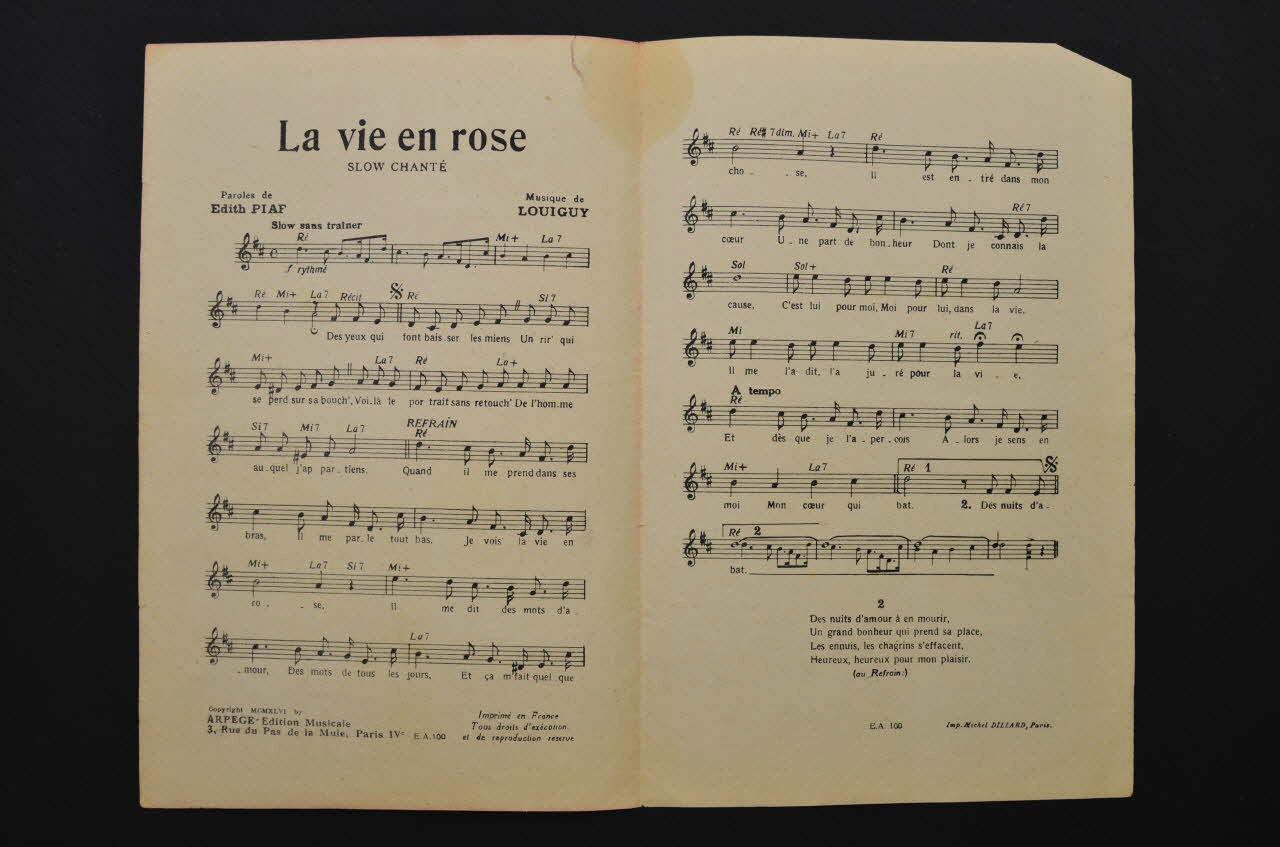 La vie en rose
SLOW CHANTÉ
Paroles de
Edith PIAF
Musique de
LOUIGUY
Slow sans traîner
Ré Mi+ La7
f rythmé
Ré Mi+ La7 Récit Ré Si7
Des yeux qui font bais ser les miens Un rir' qui
Mi+ La7 Ré La+
se perd sur sa bouch', Voi-là le por trait sans retouch' De l'hom-me
REFRAIN
Si7 Mi7 La7 Ré
au-quel j'ap par-tiens. Quand il me prend dans ses
bras, Il me par-le tout bas, Je vois la vie en
Mi+ La7 Si7 Mi+
ro - se, Il me dit des mots d'a-
La7
-mour, Des mots de tous les jours, Et ça m'fait quel que
Copyright MCMXLVI by
ARPEGE-Edition Musicale
3, Rue du Pas de la Mule, Paris IVe E.A.100
Imprimé en France
Tous droits d'exécution
et de reproduction reserve
Ré Ré# 7dim. Mi+ La7 Ré
cho - se, Il est en-tré dans mon
Ré7
cœur U-ne part de bon-heur Dont je connais la
Sol Sol+ Ré
cause, C'est lui pour moi, Moi pour lui, dans la vie,
Mi Mi7 rit. La7
Il me l'a dit, l'a ju-ré pour la vi-e,
A tempo
Ré
Et dès que je l'a-per-cois A-lors je sens en
Mi+ La7 Ré 1
moi Mon cœur qui bat. 2. Des nuits d'a-
Ré 2
bat.
2
Des nuits d'amour à en mourir,
Un grand bonheur qui prend sa place,
Les ennuis, les chagrins s'effacent,
Heureux, heureux pour mon plaisir.
(au Refrain.)
E.A. 100
Imp. Michel DILLARD, Paris.